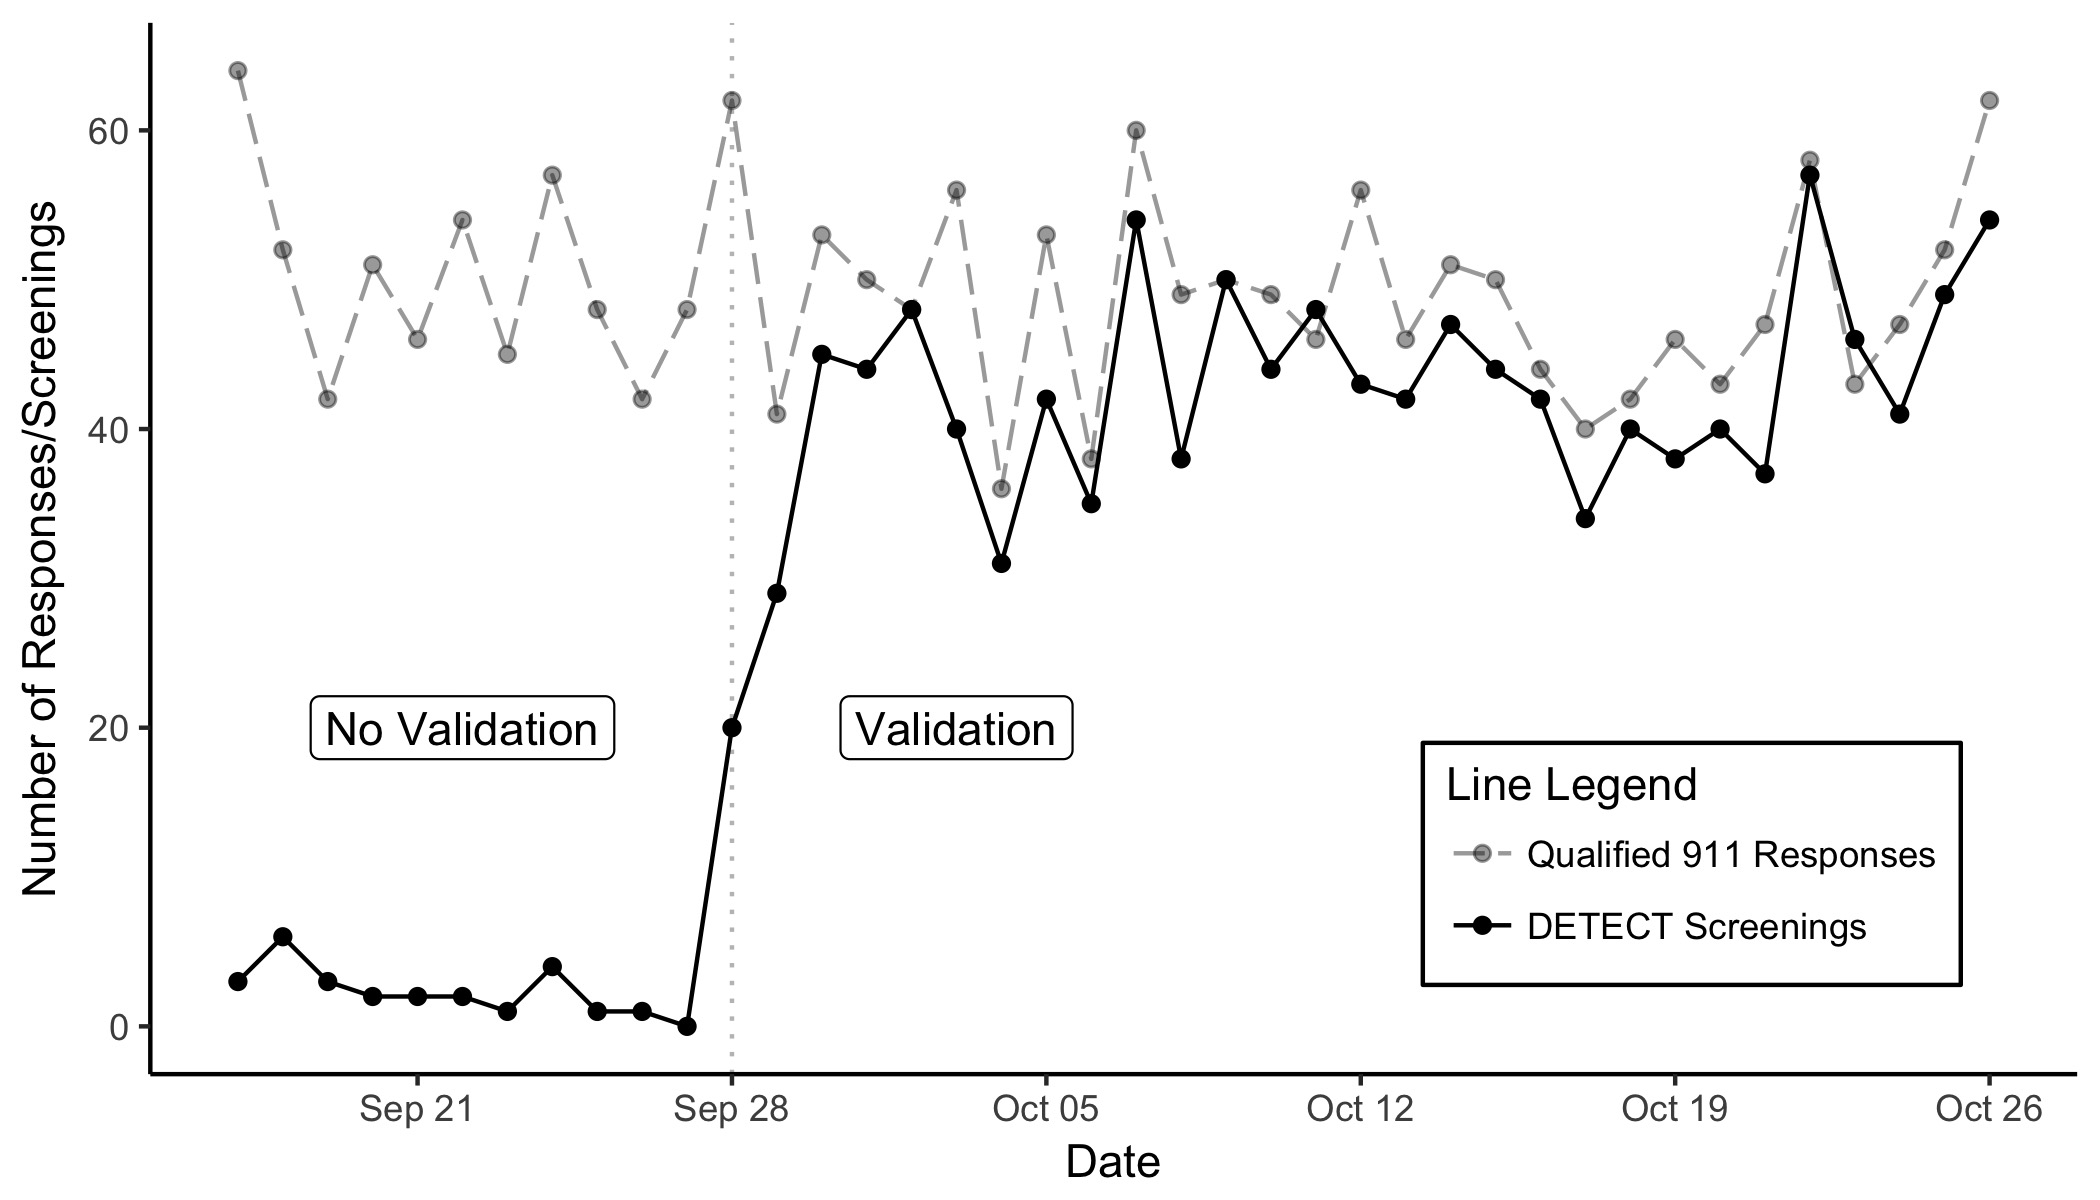 Number of Responses/Screenings
60
40
20
0
No Validation
Validation
Line Legend
Qualified 911 Responses
DETECT Screenings
Sep 21
Sep 28
Oct 05
Oct 12
Oct 19
Oct 26
Date